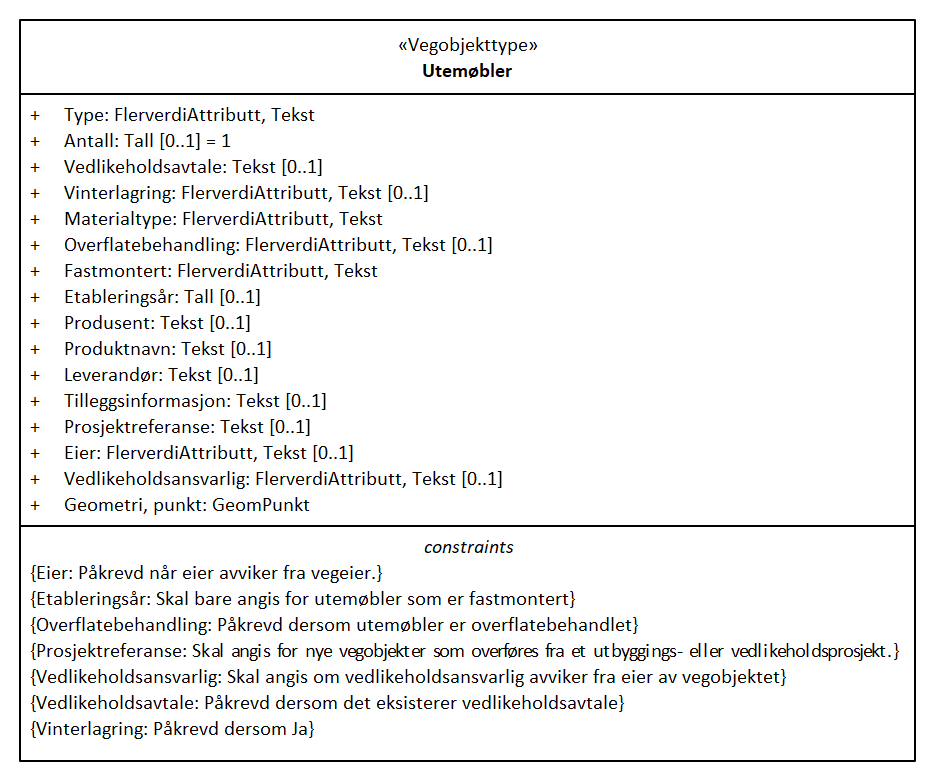 «Vegobjekttype»
Utemøbler
+ Type: FlerverdiAttributt, Tekst
+ Antall: Tall [0..1] = 1
+ Vedlikeholdsavtale: Tekst [0..1]
+ Vinterlagring: FlerverdiAttributt, Tekst [0..1]
+ Materialtype: FlerverdiAttributt, Tekst
+ Overflatebehandling: FlerverdiAttributt, Tekst [0..1]
+ Fastmontert: FlerverdiAttributt, Tekst
+ Etableringsår: Tall [0..1]
+ Produsent: Tekst [0..1]
+ Produktnavn: Tekst [0..1]
+ Leverandør: Tekst [0..1]
+ Tilleggsinformasjon: Tekst [0..1]
+ Prosjektreferanse: Tekst [0..1]
+ Eier: FlerverdiAttributt, Tekst [0..1]
+ Vedlikeholdsansvarlig: FlerverdiAttributt, Tekst [0..1]
+ Geometri, punkt: GeomPunkt
constraints
{Eier: Påkrevd når eier avviker fra vegeier.}
{Etableringsår: Skal bare angis for utemøbler som er fastmontert}
{Overflatebehandling: Påkrevd dersom utemøbler er overflatebehandlet}
{Prosjektreferanse: Skal angis for nye vegobjekter som overføres fra et utbyggings- eller vedlikeholdsprosjekt.}
{Vedlikeholdsansvarlig: Skal angis om vedlikeholdsansvarlig avviker fra eier av vegobjektet}
{Vedlikeholdsavtale: Påkrevd dersom det eksisterer vedlikeholdsavtale}
{Vinterlagring: Påkrevd dersom Ja}